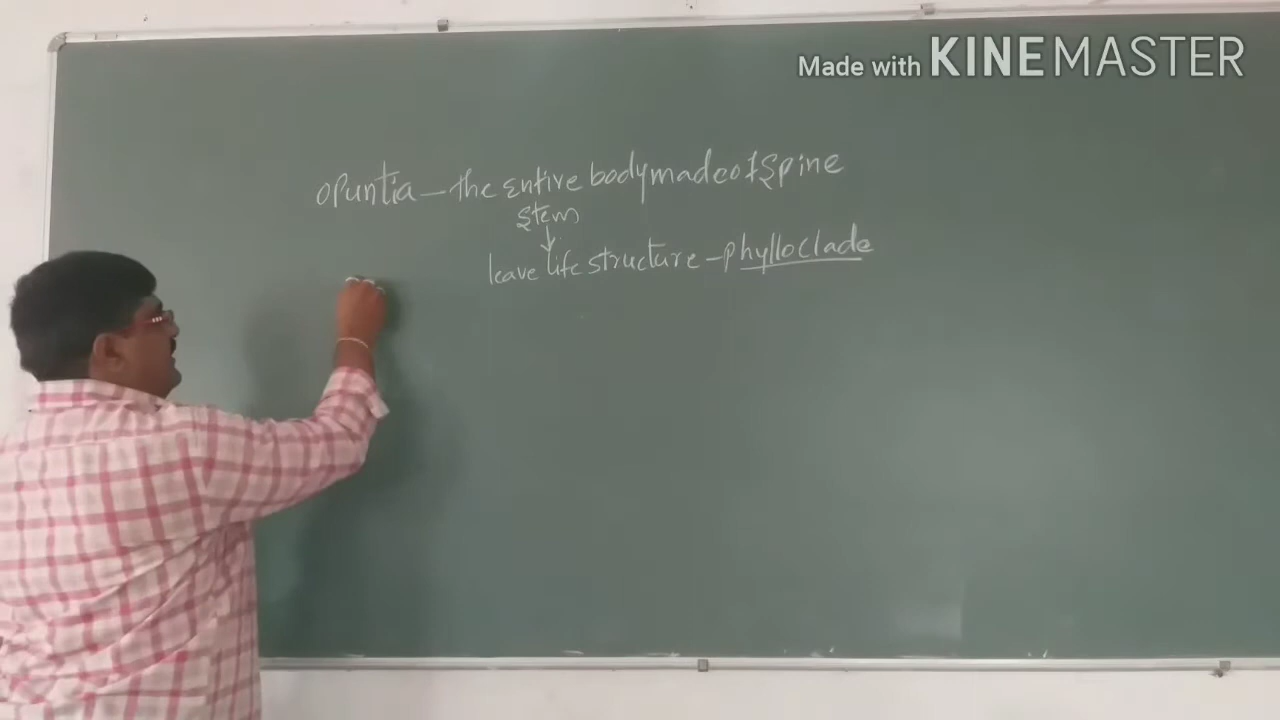 Made with KINEMASTER
opuntia - the entire body made of spine
stem
↓
leave life structure - phylloclade